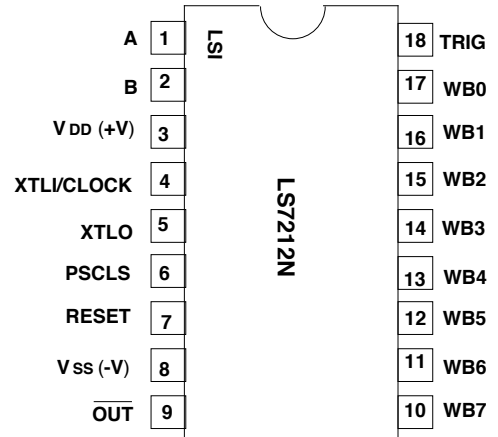 A 1
B 2
VDD (+V) 3
XTLI/CLOCK 4
XTLO 5
PSCLS 6
RESET 7
VSS (-V) 8
OUT 9
LSI
LS7212N
18 TRIG
17 WB0
16 WB1
15 WB2
14 WB3
13 WB4
12 WB5
11 WB6
10 WB7